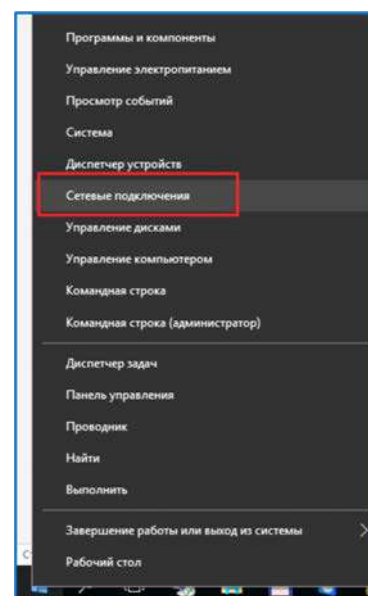 Программы и компоненты
Управление электропитанием
Просмотр событий
Система
Диспетчер устройств
Сетевые подключения
Управление дисками
Управление компьютером
Командная строка
Командная строка (администратор)
Диспетчер задач
Панель управления
Проводник
Найти
Выполнить
Завершение работы или выход из системы
Рабочий стол